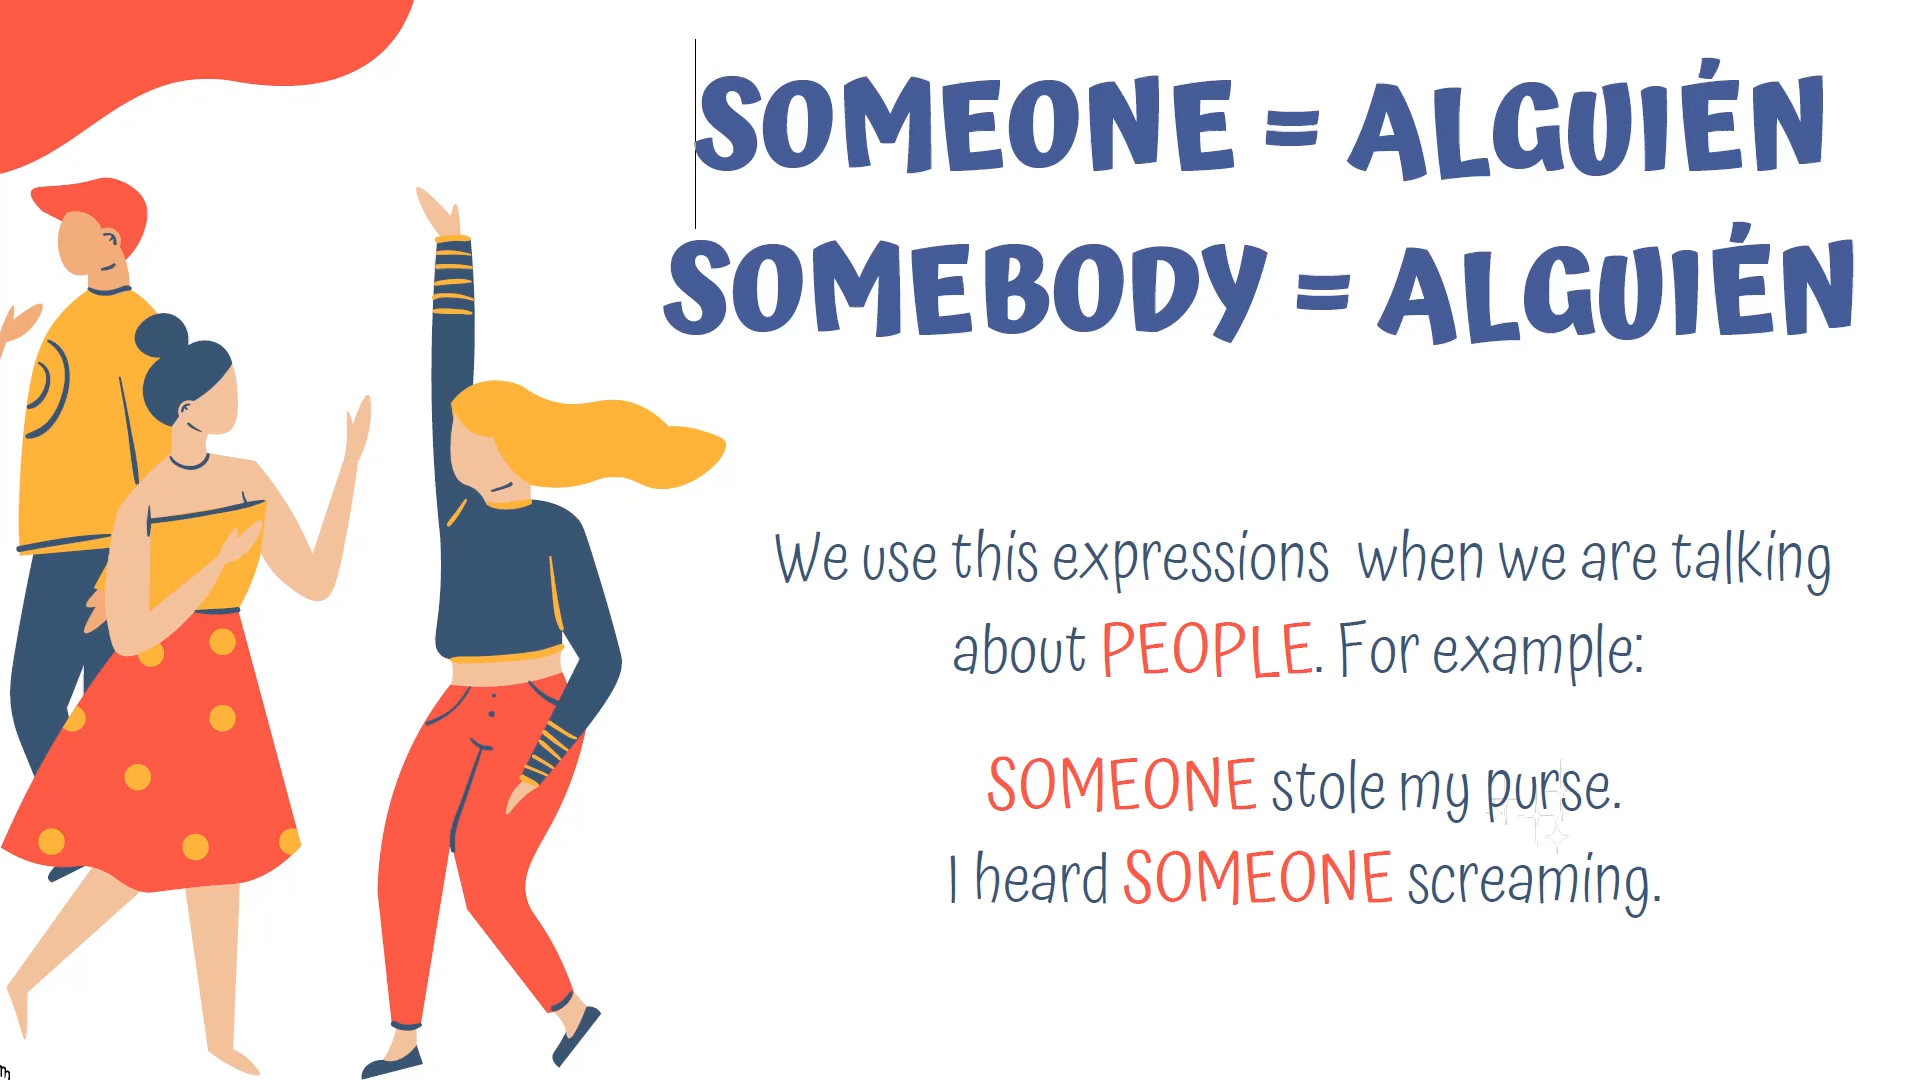 SOMEONE = ALGUIÉN
SOMEBODY = ALGUIÉN
We use this expressions when we are talking
about PEOPLE. For example:
SOMEONE stole my purse.
I heard SOMEONE screaming.